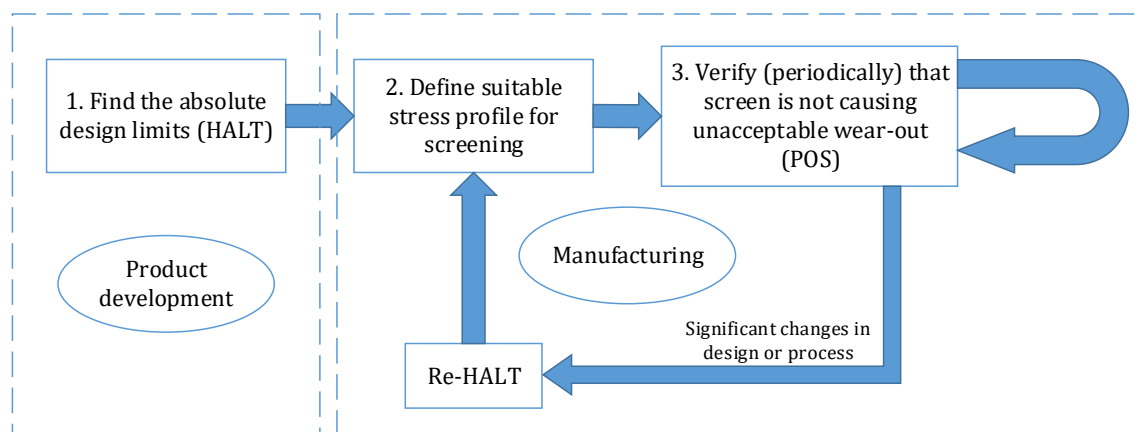 1. Find the absolute
design limits (HALT)
2. Define suitable
stress profile for
screening
3. Verify (periodically) that
screen is not causing
unacceptable wear-out
(POS)
Product
development
Manufacturing
Significant changes in
design or process
Re-HALT